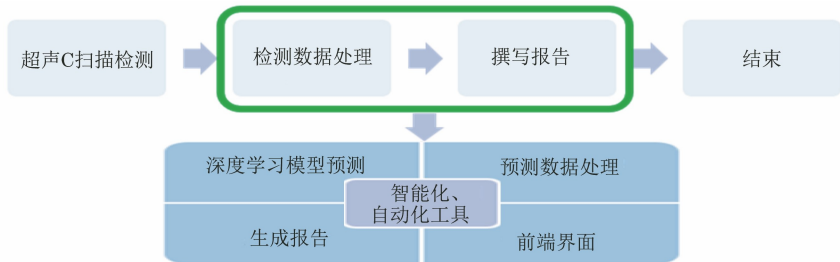 超声C扫描检测
检测数据处理
撰写报告
结束
深度学习模型预测
预测数据处理
智能化、
自动化工具
生成报告
前端界面